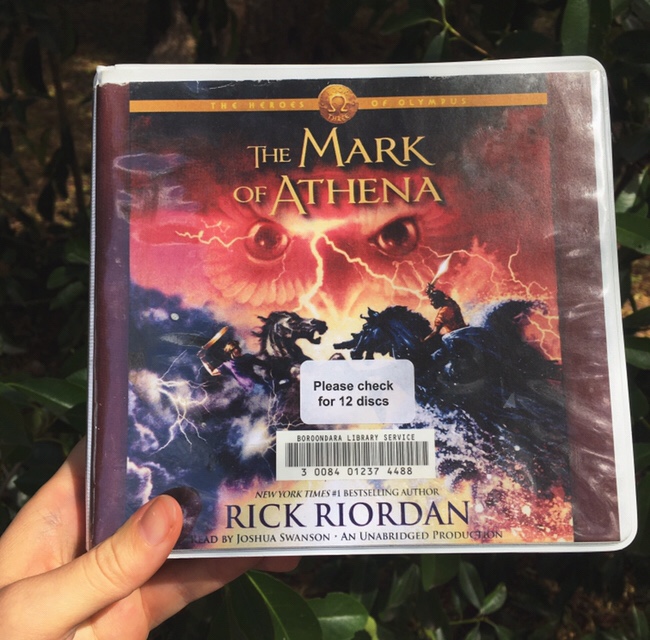 THE HEROES OF OLYMPUS
THREE
THE MARK
OF ATHENA
Please check
for 12 discs
BOROONDARA LIBRARY SERVICE
3 0084 01237 4488
NEW YORK TIMES #1 BESTSELLING AUTHOR
RICK RIORDAN
READ BY JOSHUA SWANSON · AN UNABRIDGED PRODUCTION